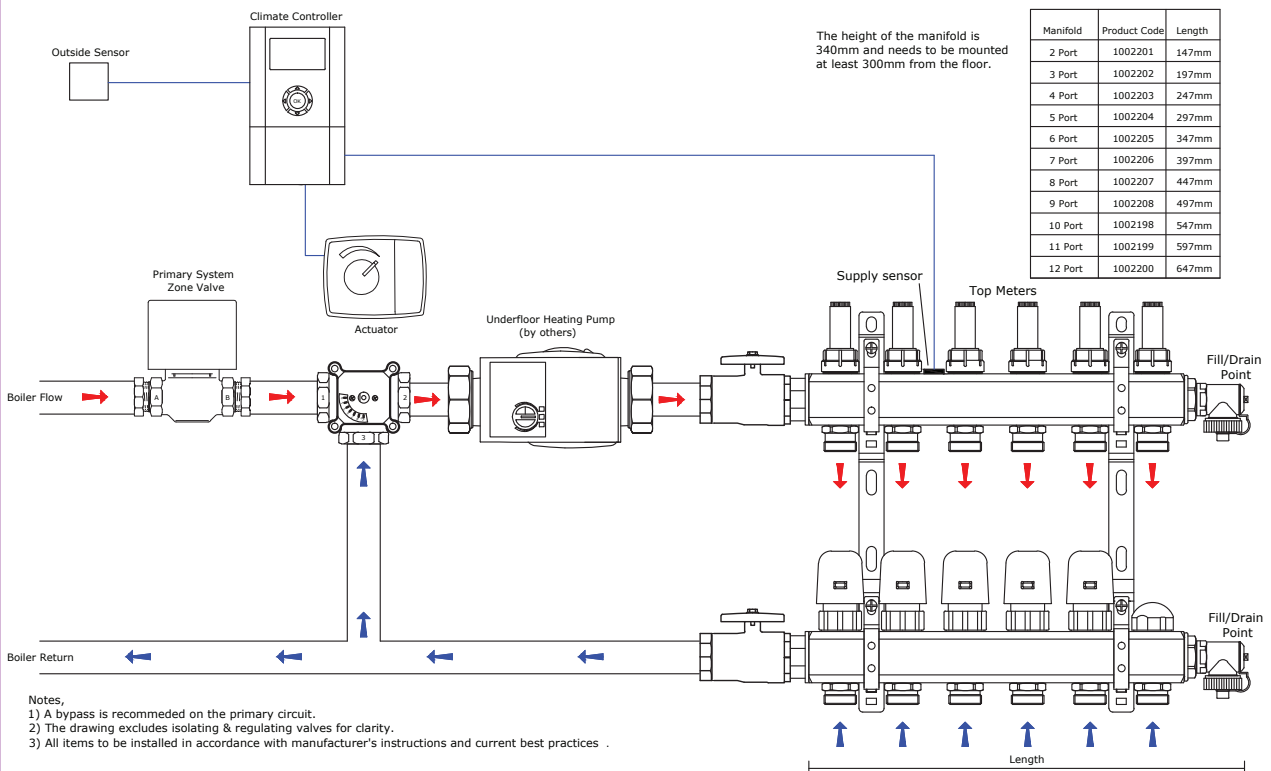 Climate Controller
Outside Sensor
OK
The height of the manifold is
340mm and needs to be mounted
at least 300mm from the floor.
Manifold Product Code Length
2 Port 1002201 147mm
3 Port 1002202 197mm
4 Port 1002203 247mm
5 Port 1002204 297mm
6 Port 1002205 347mm
7 Port 1002206 397mm
8 Port 1002207 447mm
9 Port 1002208 497mm
10 Port 1002198 547mm
11 Port 1002199 597mm
12 Port 1002200 647mm
Primary System
Zone Valve
Actuator
Underfloor Heating Pump
(by others)
Supply sensor
Top Meters
Fill/Drain
Point
Boiler Flow
A
B
1
2
3
Fill/Drain
Point
Boiler Return
Notes,
1) A bypass is recommeded on the primary circuit.
2) The drawing excludes isolating & regulating valves for clarity.
3) All items to be installed in accordance with manufacturer's instructions and current best practices .
Length